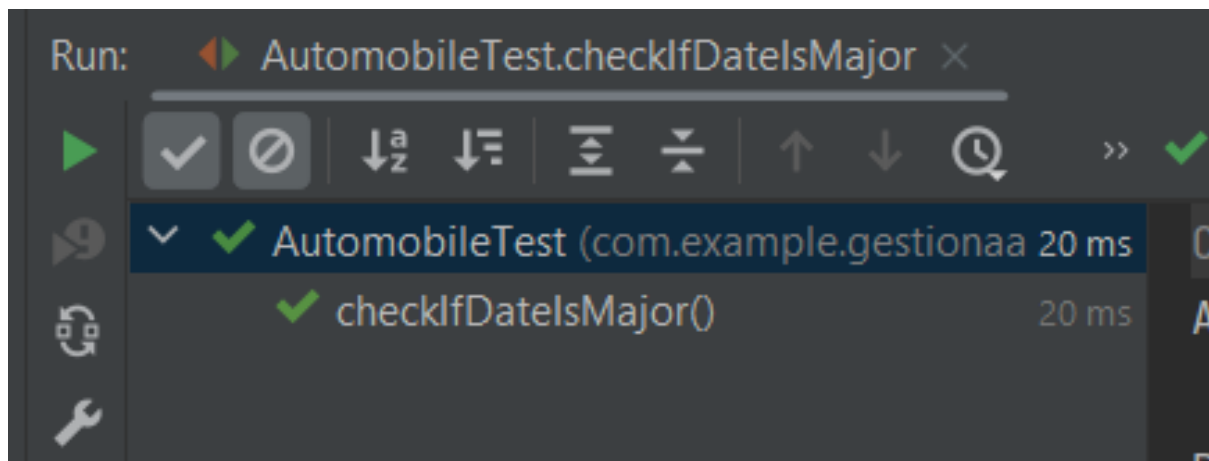 Run: AutomobileTest.checkIfDateIsMajor
AutomobileTest (com.example.gestionaa 20 ms
checkIfDateIsMajor() 20 ms